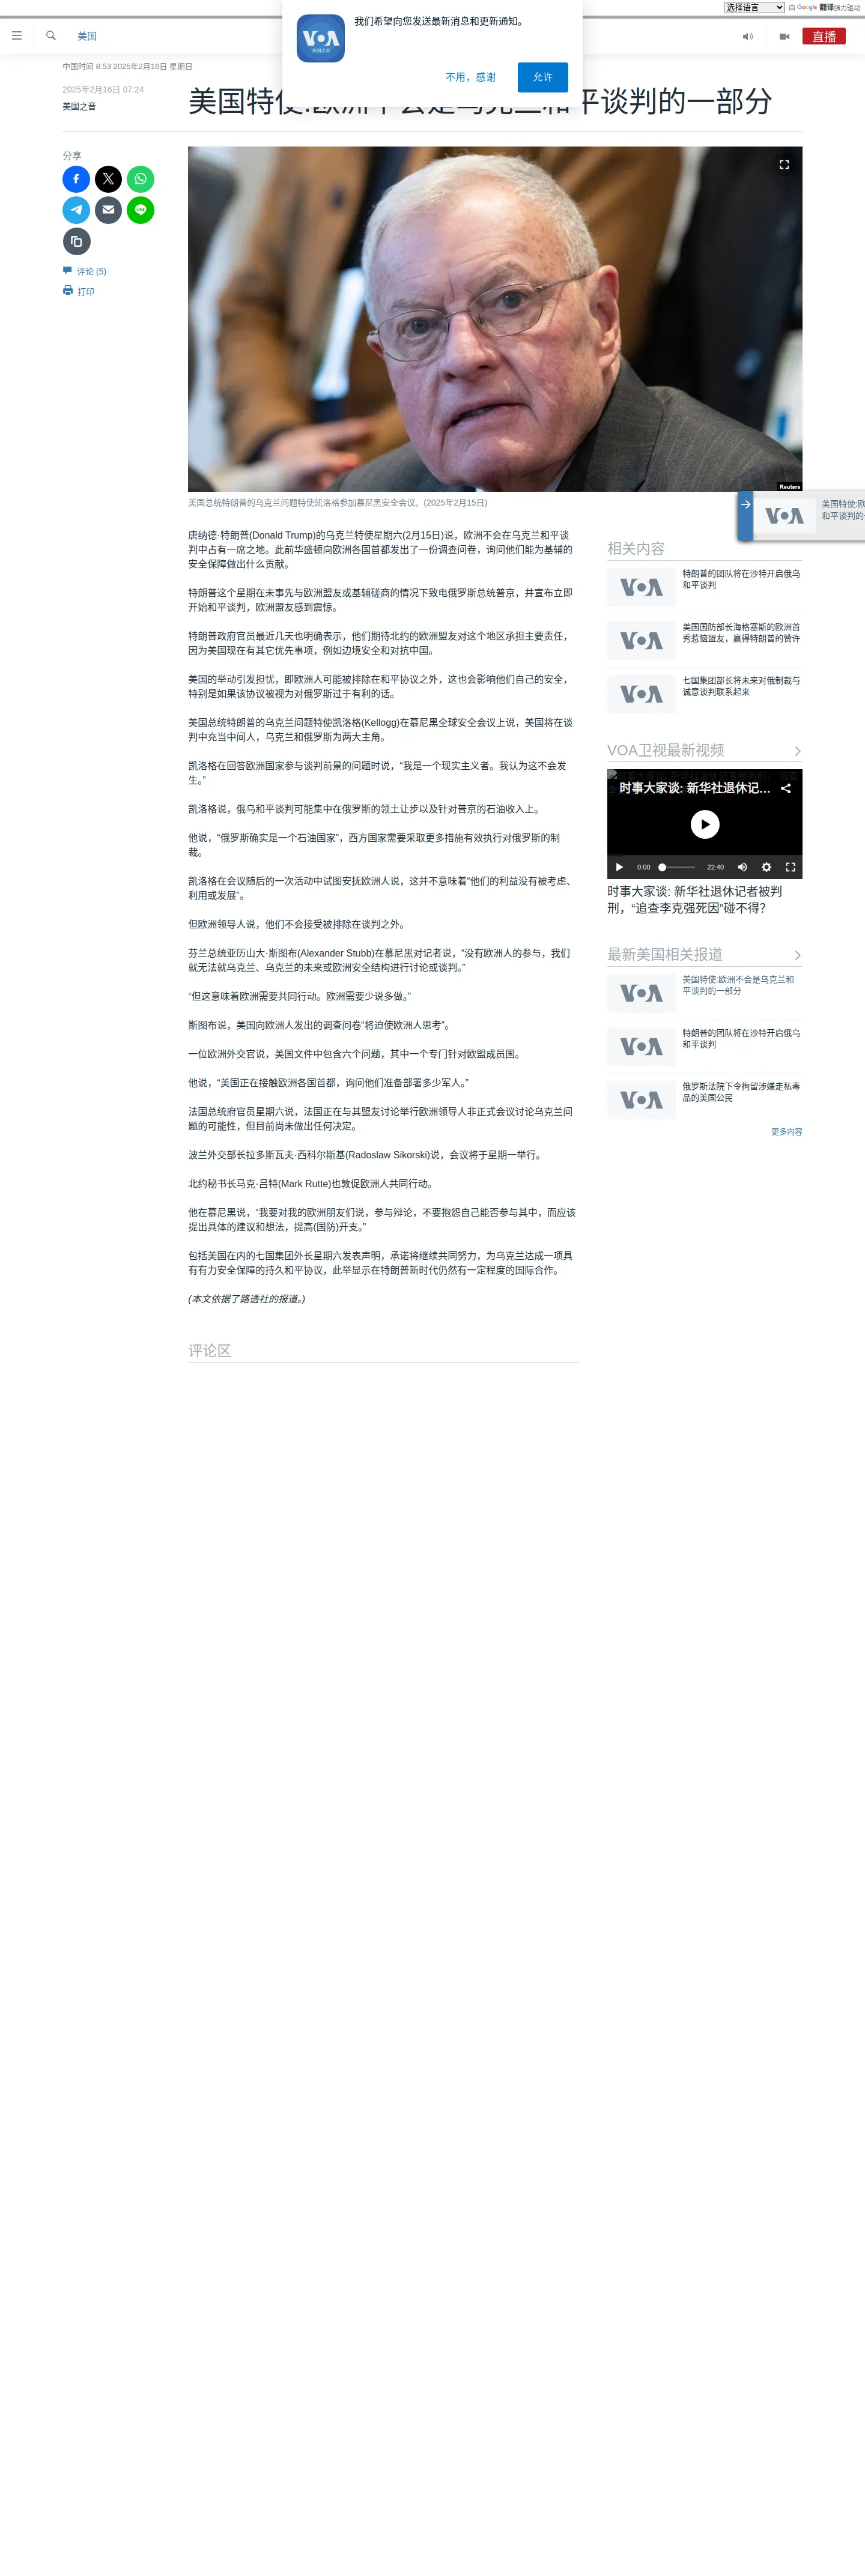 选择语言
由 Google 翻译强力驱动
我们希望向您发送最新消息和更新通知。
VOA
美国之音
不用，感谢
允许
美国
直播
中国时间 8:53 2025年2月16日 星期日
2025年2月16日 07:24
美国之音
美国特使:欧洲不会是乌克兰和平谈判的一部分
分享
评论 (5)
打印
Reuters
美国总统特朗普的乌克兰问题特使凯洛格参加慕尼黑安全会议。(2025年2月15日)
唐纳德·特朗普(Donald Trump)的乌克兰特使星期六(2月15日)说，欧洲不会在乌克兰和平谈
判中占有一席之地。此前华盛顿向欧洲各国首都发出了一份调查问卷，询问他们能为基辅的
安全保障做出什么贡献。
特朗普这个星期在未事先与欧洲盟友或基辅磋商的情况下致电俄罗斯总统普京，并宣布立即
开始和平谈判，欧洲盟友感到震惊。
特朗普政府官员最近几天也明确表示，他们期待北约的欧洲盟友对这个地区承担主要责任，
因为美国现在有其它优先事项，例如边境安全和对抗中国。
美国的举动引发担忧，即欧洲人可能被排除在和平协议之外，这也会影响他们自己的安全，
特别是如果该协议被视为对俄罗斯过于有利的话。
美国总统特朗普的乌克兰问题特使凯洛格(Kellogg)在慕尼黑全球安全会议上说，美国将在谈
判中充当中间人，乌克兰和俄罗斯为两大主角。
凯洛格在回答欧洲国家参与谈判前景的问题时说，“我是一个现实主义者。我认为这不会发
生。”
凯洛格说，俄乌和平谈判可能集中在俄罗斯的领土让步以及针对普京的石油收入上。
他说，“俄罗斯确实是一个石油国家”，西方国家需要采取更多措施有效执行对俄罗斯的制
裁。
凯洛格在会议随后的一次活动中试图安抚欧洲人说，这并不意味着“他们的利益没有被考虑、
利用或发展”。
但欧洲领导人说，他们不会接受被排除在谈判之外。
芬兰总统亚历山大·斯图布(Alexander Stubb)在慕尼黑对记者说，“没有欧洲人的参与，我们
就无法就乌克兰、乌克兰的未来或欧洲安全结构进行讨论或谈判。”
“但这意味着欧洲需要共同行动。欧洲需要少说多做。”
斯图布说，美国向欧洲人发出的调查问卷“将迫使欧洲人思考”。
一位欧洲外交官说，美国文件中包含六个问题，其中一个专门针对欧盟成员国。
他说，“美国正在接触欧洲各国首都，询问他们准备部署多少军人。”
法国总统府官员星期六说，法国正在与其盟友讨论举行欧洲领导人非正式会议讨论乌克兰问
题的可能性，但目前尚未做出任何决定。
波兰外交部长拉多斯瓦夫·西科尔斯基(Radoslaw Sikorski)说，会议将于星期一举行。
北约秘书长马克·吕特(Mark Rutte)也敦促欧洲人共同行动。
他在慕尼黑说，“我要对我的欧洲朋友们说，参与辩论，不要抱怨自己能否参与其中，而应该
提出具体的建议和想法，提高(国防)开支。”
包括美国在内的七国集团外长星期六发表声明，承诺将继续共同努力，为乌克兰达成一项具
有有力安全保障的持久和平协议，此举显示在特朗普新时代仍然有一定程度的国际合作。
(本文依据了路透社的报道。)
评论区
VOA
美国特使:欧
和平谈判的
相关内容
VOA
特朗普的团队将在沙特开启俄乌
和平谈判
VOA
美国国防部长海格塞斯的欧洲首
秀惹恼盟友，赢得特朗普的赞许
VOA
七国集团部长将未来对俄制裁与
诚意谈判联系起来
VOA卫视最新视频
时事大家谈: 新华社退休记…
0:00
22:40
时事大家谈: 新华社退休记者被判
刑，“追查李克强死因”碰不得?
最新美国相关报道
VOA
美国特使:欧洲不会是乌克兰和
平谈判的一部分
VOA
特朗普的团队将在沙特开启俄乌
和平谈判
VOA
俄罗斯法院下令拘留涉嫌走私毒
品的美国公民
更多内容